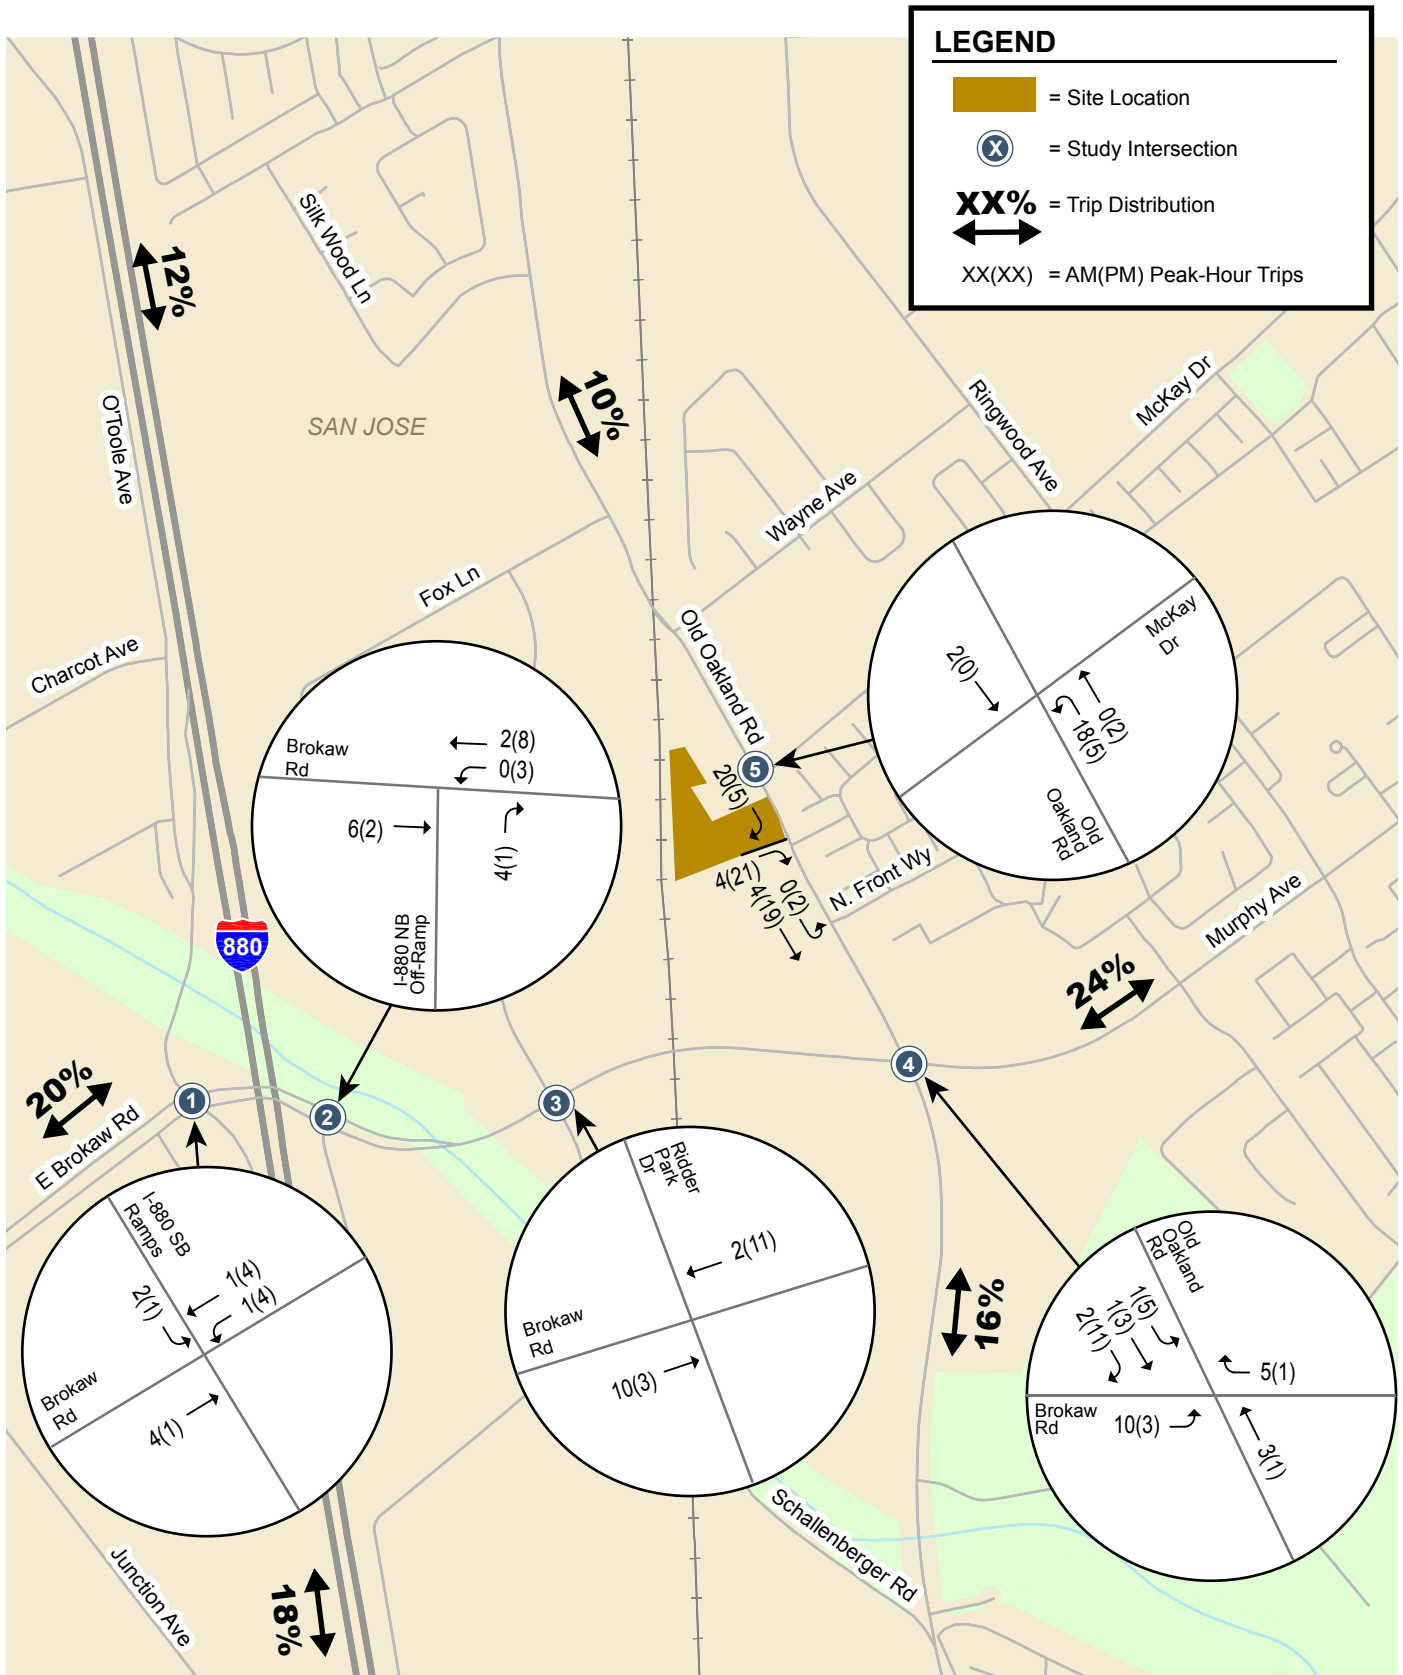 LEGEND
= Site Location
X
= Study Intersection
XX%
= Trip Distribution
XX(XX)
= AM(PM) Peak-Hour Trips
12%
Silk Wood Ln
O'Toole Ave
SAN JOSE
10%
Ringwood Ave
McKay Dr
Wayne Ave
Fox Ln
Charcot Ave
Old Oakland Rd
McKay
Dr
2(0)
0(2)
18(5)
Old
Oakland
Rd
5
20(5)
4(21)
0(2)
4(19)
N. Front Wy
Murphy Ave
24%
Brokaw
Rd
2(8)
0(3)
6(2)
4(1)
I-880 NB
Off-Ramp
880
20%
E Brokaw Rd
1
2
3
4
I-880 SB
Ramps
2(1)
1(4)
1(4)
Brokaw
Rd
4(1)
Ridder
Park
Dr
2(11)
Brokaw
Rd
10(3)
16%
Old
Oakland
Rd
1(5)
1(3)
2(11)
5(1)
Brokaw
Rd
10(3)
3(1)
Schallenberger Rd
Junction Ave
18%